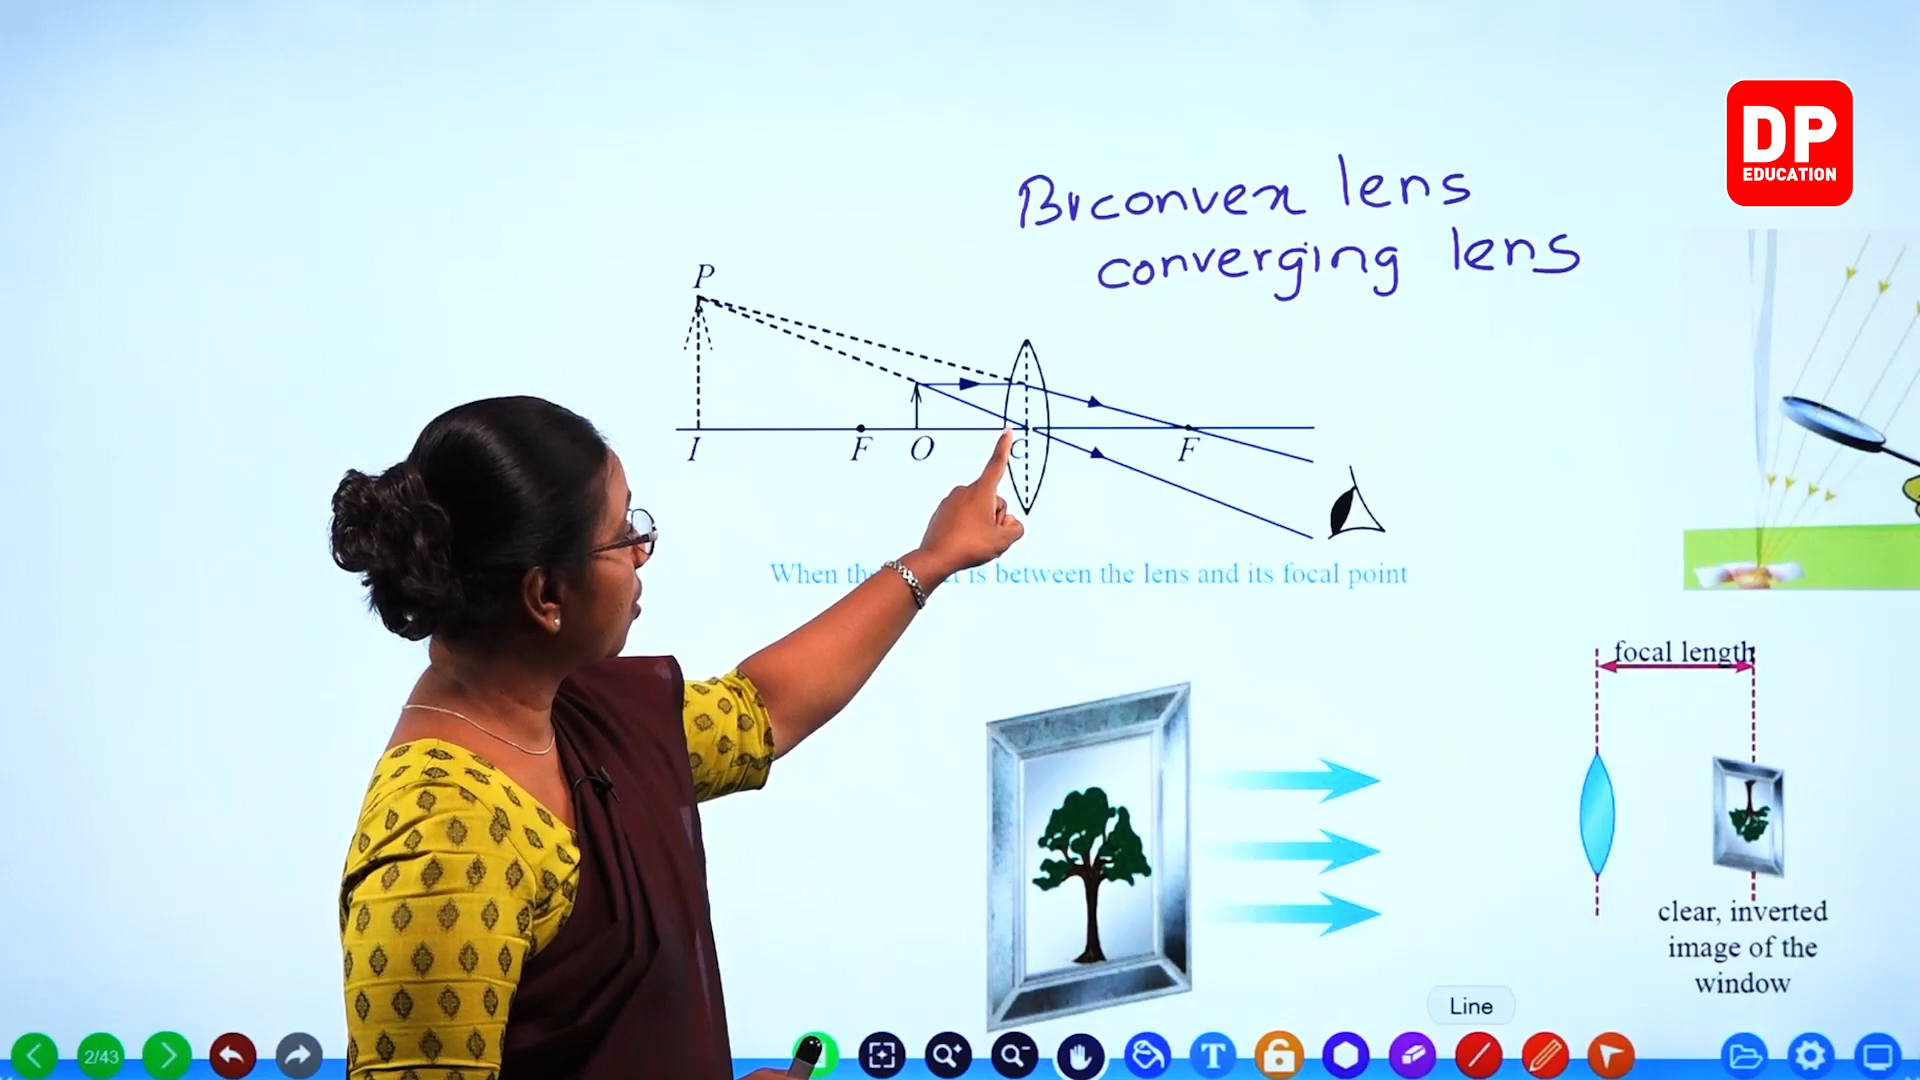 DP
EDUCATION
Biconvex lens
converging lens
P
I F O C F
When the is between the lens and its focal point
focal length
clear, inverted
image of the
window
Line
2/43
T